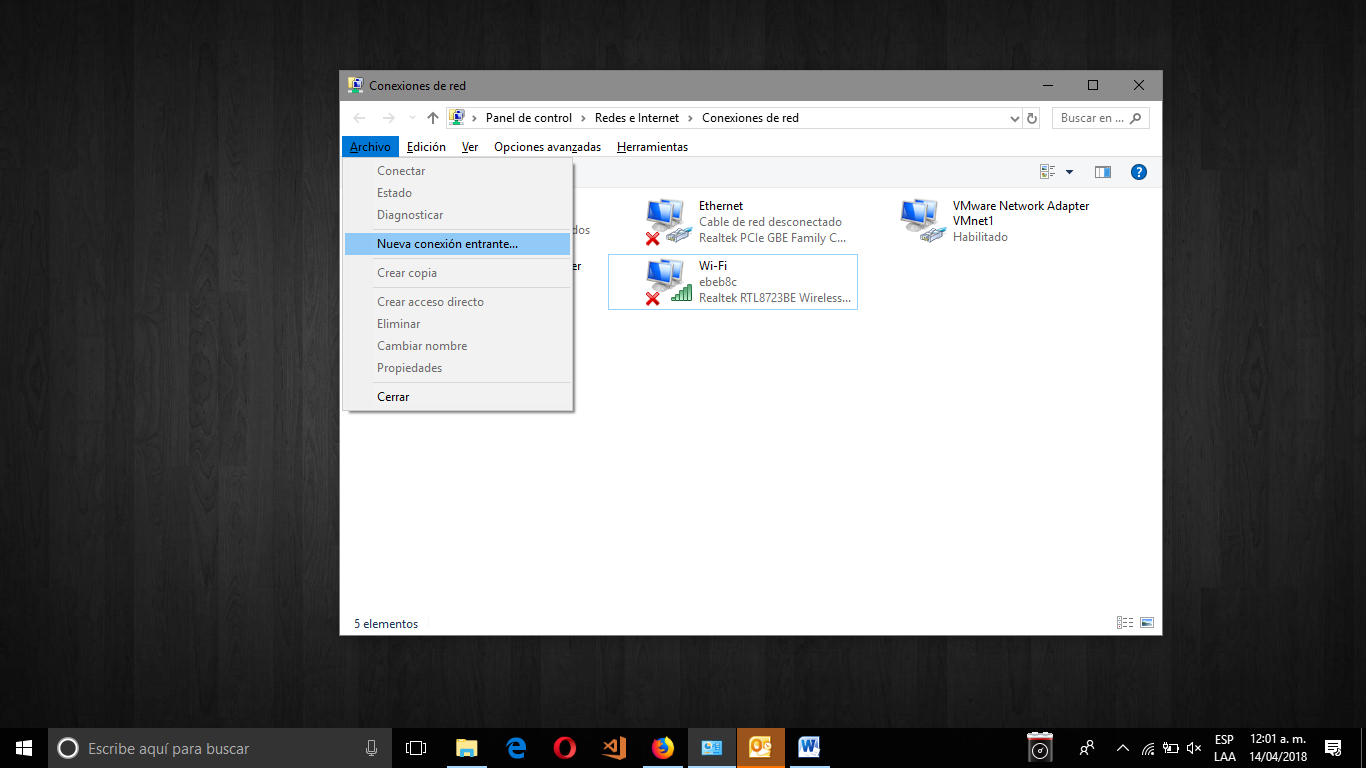 Conexiones de red
Panel de control > Redes e Internet > Conexiones de red
Buscar en ...
Archivo Edición Ver Opciones avanzadas Herramientas
Conectar
Estado
Diagnosticar
Nueva conexión entrante...
Crear copia
Crear acceso directo
Eliminar
Cambiar nombre
Propiedades
Cerrar
dos
er
Ethernet
Cable de red desconectado
Realtek PCIe GBE Family C...
Wi-Fi
ebeb8c
Realtek RTL8723BE Wireless...
VMware Network Adapter
VMnet1
Habilitado
5 elementos
Escribe aquí para buscar
ESP
LAA
12:01 a. m.
14/04/2018